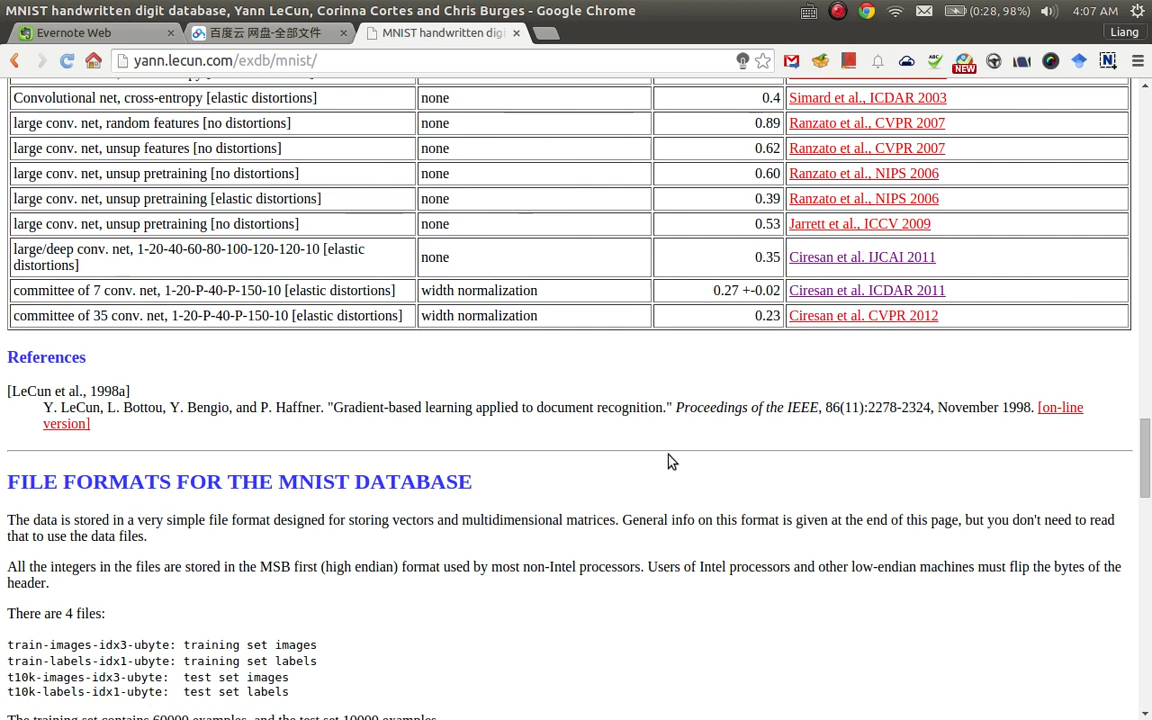 MNIST handwritten digit database, Yann LeCun, Corinna Cortes and Chris Burges - Google Chrome
(0:28, 98%) 4:07 AM
Evernote Web
百度云 网盘-全部文件
MNIST handwritten digi
Liang
yann.lecun.com/exdb/mnist/
NEW
Convolutional net, cross-entropy [elastic distortions] none 0.4 Simard et al., ICDAR 2003
large conv. net, random features [no distortions] none 0.89 Ranzato et al., CVPR 2007
large conv. net, unsup features [no distortions] none 0.62 Ranzato et al., CVPR 2007
large conv. net, unsup pretraining [no distortions] none 0.60 Ranzato et al., NIPS 2006
large conv. net, unsup pretraining [elastic distortions] none 0.39 Ranzato et al., NIPS 2006
large conv. net, unsup pretraining [no distortions] none 0.53 Jarrett et al., ICCV 2009
large/deep conv. net, 1-20-40-60-80-100-120-120-10 [elastic
distortions] none 0.35 Ciresan et al. IJCAI 2011
committee of 7 conv. net, 1-20-P-40-P-150-10 [elastic distortions] width normalization 0.27 +-0.02 Ciresan et al. ICDAR 2011
committee of 35 conv. net, 1-20-P-40-P-150-10 [elastic distortions] width normalization 0.23 Ciresan et al. CVPR 2012
References
[LeCun et al., 1998a]
Y. LeCun, L. Bottou, Y. Bengio, and P. Haffner. "Gradient-based learning applied to document recognition." Proceedings of the IEEE, 86(11):2278-2324, November 1998. [on-line
version]
FILE FORMATS FOR THE MNIST DATABASE
The data is stored in a very simple file format designed for storing vectors and multidimensional matrices. General info on this format is given at the end of this page, but you don't need to read
that to use the data files.
All the integers in the files are stored in the MSB first (high endian) format used by most non-Intel processors. Users of Intel processors and other low-endian machines must flip the bytes of the
header.
There are 4 files:
train-images-idx3-ubyte: training set images
train-labels-idx1-ubyte: training set labels
t10k-images-idx3-ubyte: test set images
t10k-labels-idx1-ubyte: test set labels
The training set contains 60000 examples, and the test set 10000 examples.